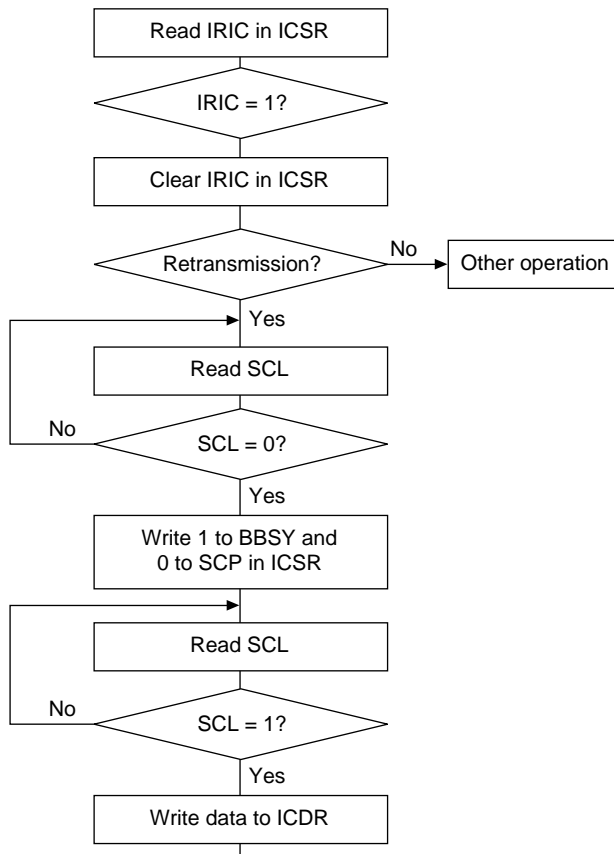 Read IRIC in ICSR
IRIC = 1?
Clear IRIC in ICSR
Retransmission?
No
Other operation
Yes
Read SCL
No
SCL = 0?
Yes
Write 1 to BBSY and
0 to SCP in ICSR
Read SCL
No
SCL = 1?
Yes
Write data to ICDR